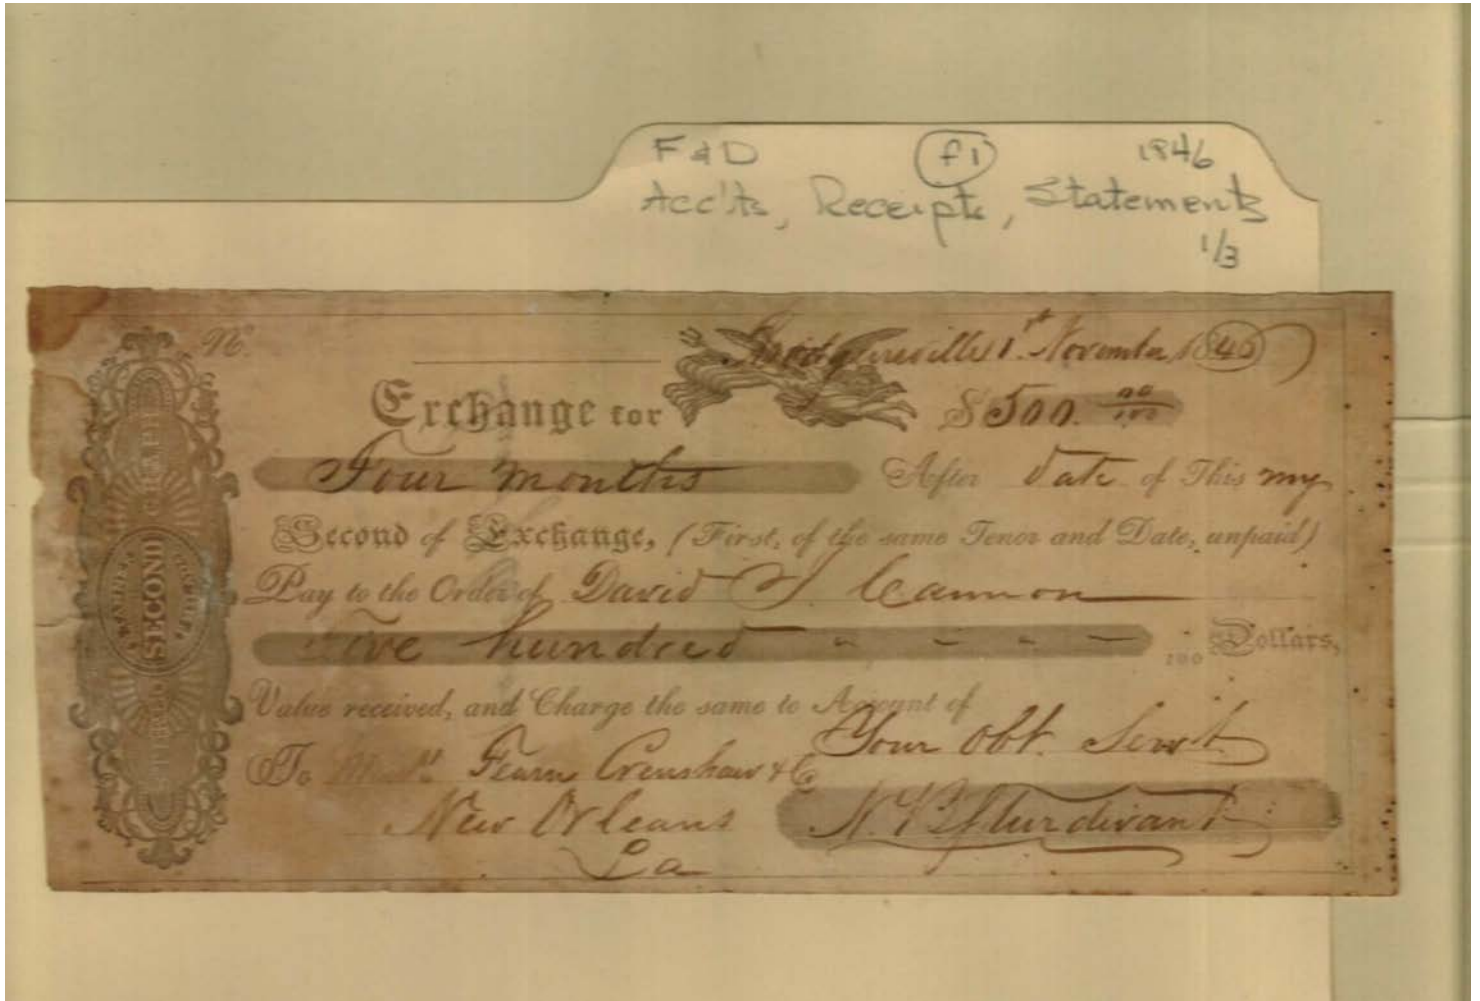 F & D (f1) 1846
Acc'ts, Receipts, Statements
1/3
No.
1st November 1846
Exchange for $500. 00/100
Four months After date of This my
Second of Exchange, (First, of the same Tenor and Date, unpaid)
Pay to the Order of David Cannon
Five hundred - - - - 100 Dollars,
Value received, and Charge the same to Account of
Your Obt. Servt
To Messrs Fearn Crenshaw & Co
New Orleans
La
Sturdivant
SECOND